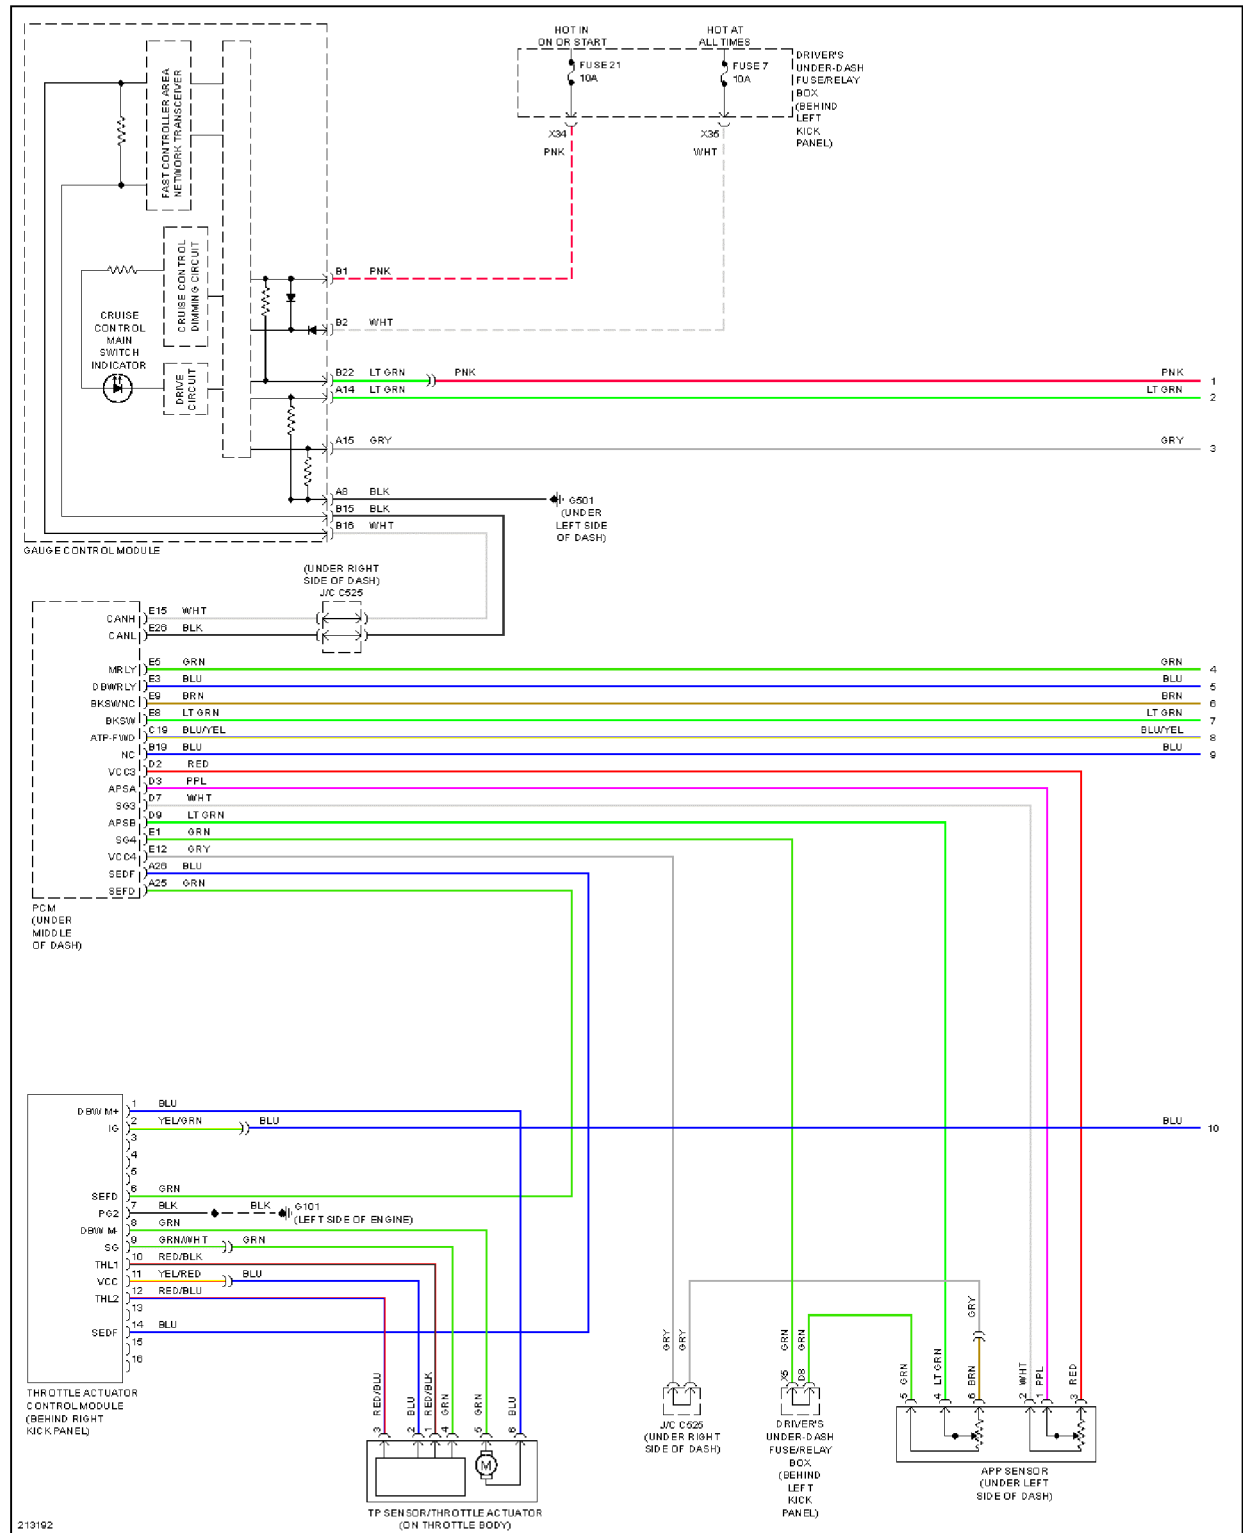 HOT IN
ON OR START
HOT AT
ALL TIMES
FUSE 21
10A
FUSE 7
10A
DRIVER'S
UNDER-DASH
FUSE/RELAY
BOX
(BEHIND
LEFT
KICK
PANEL)
X34
PNK
X35
WHT
FAST CONTROLLER AREA
NETWORK TRANSCEIVER
CRUISE CONTROL
DIMMING CIRCUIT
CRUISE
CONTROL
MAIN
SWITCH
INDICATOR
DRIVE
CIRCUIT
B1 PNK
B2 WHT
B22 LT GRN PNK PNK 1
A14 LT GRN LT GRN 2
A15 GRY GRY 3
A8 BLK
B15 BLK
B16 WHT
G501
(UNDER
LEFT SIDE
OF DASH)
GAUGE CONTROL MODULE
(UNDER RIGHT
SIDE OF DASH)
J/C C525
CANH E15 WHT
CANL E26 BLK
MRLY E5 GRN GRN 4
DBWRLY E3 BLU BLU 5
BKSWNC E9 BRN BRN 6
BKSW E8 LT GRN LT GRN 7
ATP-FWD C19 BLU/YEL BLU/YEL 8
NC B19 BLU BLU 9
VCC3 D2 RED
APSA D3 PPL
SG3 D7 WHT
APSB D9 LT GRN
SG4 E1 GRN
VCC4 E12 GRY
SEDF A26 BLU
SEFD A25 GRN
PCM
(UNDER
MIDDLE
OF DASH)
DBW M+ 1 BLU
IG 2 YEL/GRN BLU BLU 10
3
4
5
SEFD 6 GRN
PG2 7 BLK BLK G101
(LEFT SIDE OF ENGINE)
DBW M- 8 GRN
SG 9 GRN/WHT GRN
THL1 10 RED/BLK
VCC 11 YEL/RED BLU
THL2 12 RED/BLU
13
SEDF 14 BLU
15
16
THROTTLE ACTUATOR
CONTROL MODULE
(BEHIND RIGHT
KICK PANEL)
3 RED/BLU
2 BLU
1 RED/BLK
4 GRN
5 GRN
6 BLU
M
TP SENSOR/THROTTLE ACTUATOR
(ON THROTTLE BODY)
GRY
GRY
J/C C525
(UNDER RIGHT
SIDE OF DASH)
X5 GRN
D8 GRN
DRIVER'S
UNDER-DASH
FUSE/RELAY
BOX
(BEHIND
LEFT
KICK
PANEL)
5 GRN
4 LT GRN
6 BRN GRY
2 WHT
1 PPL
3 RED
APP SENSOR
(UNDER LEFT
SIDE OF DASH)
213192